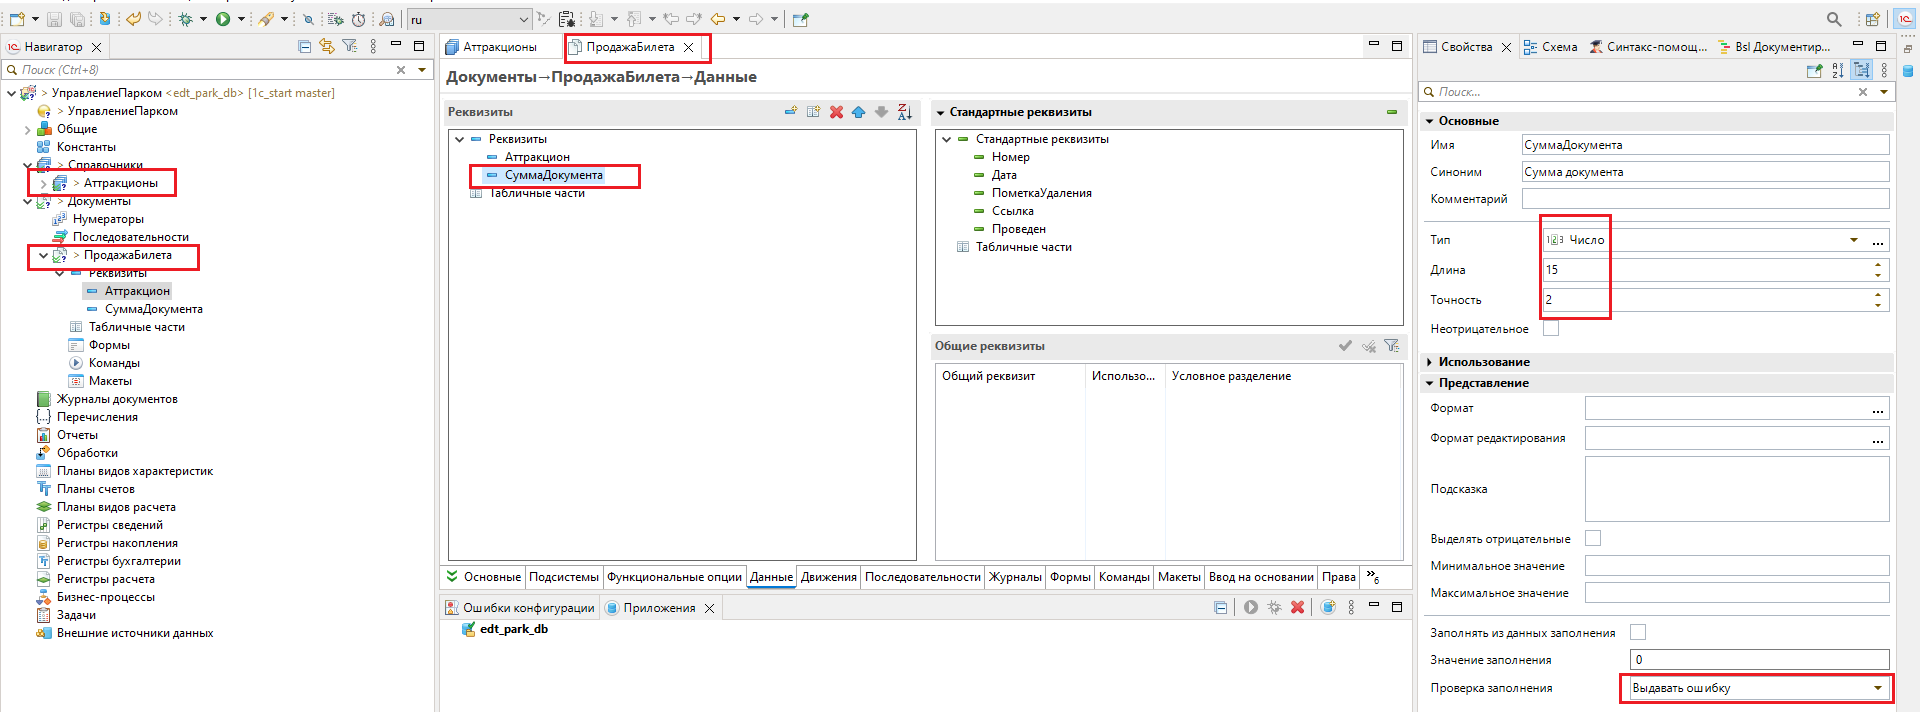 ru
Навигатор
Поиск (Ctrl+8)
> УправлениеПарком <edt_park_db> [1c_start master]
> УправлениеПарком
Общие
Константы
> Справочники
> Аттракционы
> Документы
Нумераторы
Последовательности
> ПродажаБилета
Реквизиты
Аттракцион
СуммаДокумента
Табличные части
Формы
Команды
Макеты
Журналы документов
Перечисления
Отчеты
Обработки
Планы видов характеристик
Планы счетов
Планы видов расчета
Регистры сведений
Регистры накопления
Регистры бухгалтерии
Регистры расчета
Бизнес-процессы
Задачи
Внешние источники данных
Аттракционы
ПродажаБилета
Документы→ПродажаБилета→Данные
Реквизиты
Реквизиты
Аттракцион
СуммаДокумента
Табличные части
Стандартные реквизиты
Стандартные реквизиты
Номер
Дата
ПометкаУдаления
Ссылка
Проведен
Табличные части
Общие реквизиты
Общий реквизит Использо... Условное разделение
Основные Подсистемы Функциональные опции Данные Движения Последовательности Журналы Формы Команды Макеты Ввод на основании Права »6
Ошибки конфигурации Приложения
edt_park_db
Свойства Схема Синтакс-помощ... Bsl Документир...
Поиск...
Основные
Имя СуммаДокумента
Синоним Сумма документа
Комментарий
Тип 123 Число ...
Длина 15
Точность 2
Неотрицательное
Использование
Представление
Формат ...
Формат редактирования ...
Подсказка
Выделять отрицательные
Минимальное значение
Максимальное значение
Заполнять из данных заполнения
Значение заполнения 0
Проверка заполнения Выдавать ошибку